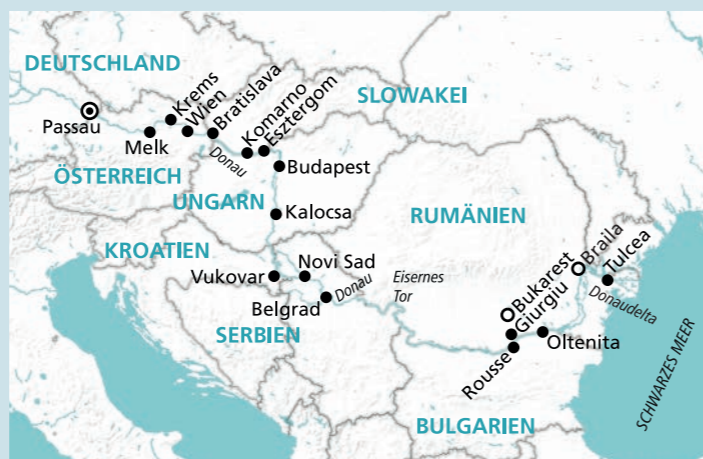 DEUTSCHLAND
Passau
Krems
Wien
Melk
Bratislava
Donau
Komarno
Esztergom
SLOWAKEI
Budapest
ÖSTERREICH
UNGARN
Kalocsa
RUMÄNIEN
KROATIEN
Vukovar
Novi Sad
Donau
Belgrad
Eisernes
Tor
SERBIEN
Bukarest
Giurgiu
Braila
Tulcea
Donaudelta
Oltenita
Rousse
BULGARIEN
SCHWARZES MEER